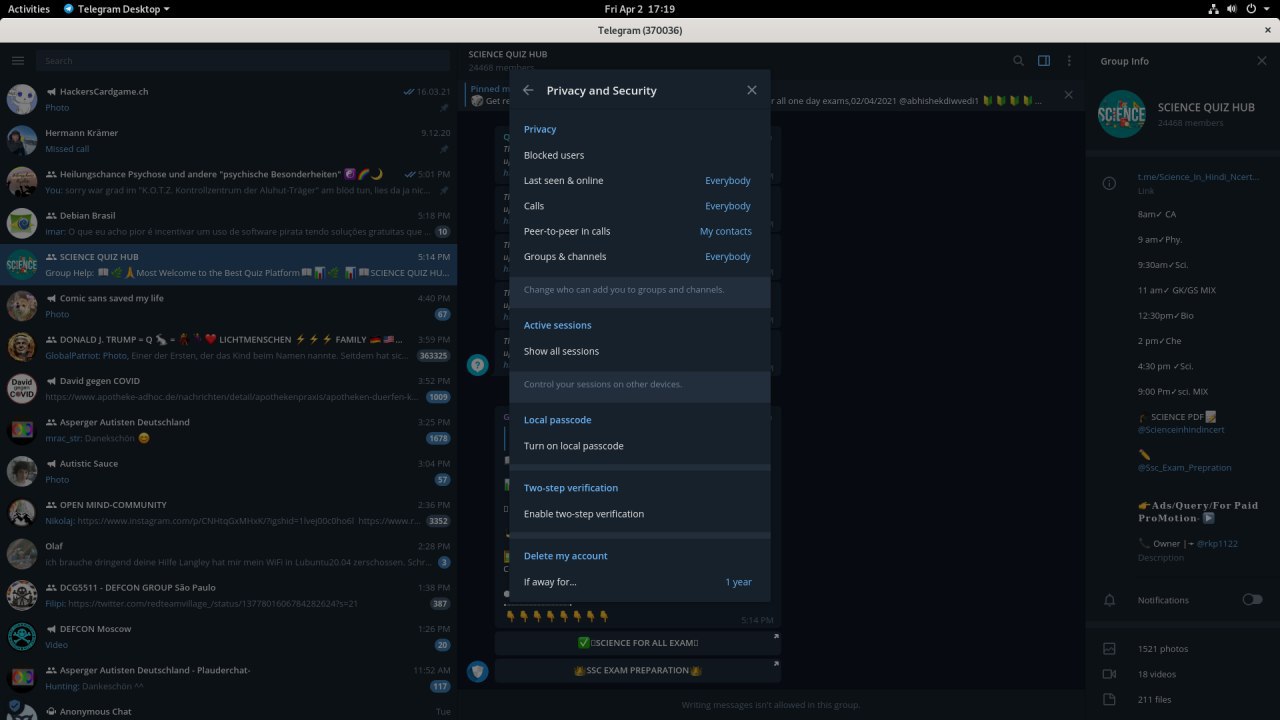 Activities
Telegram Desktop
Fri Apr 2 17:19
Telegram (370036)
Search
HackersCardgame.ch
16.03.21
Photo
Hermann Krämer
9.12.20
Missed call
Heilungschance Psychose und andere "psychische Besonderheiten"
5:01 PM
You: sorry war grad im "K.O.T.Z. Kontrollzentrum der Aluhut-Träger" am blöd tun, lies da ja nic...
Debian Brasil
5:18 PM
imar: O que eu acho pior é incentivar um uso de software pirata tendo soluções gratuitas que ...
10
SCIENCE QUIZ HUB
5:14 PM
Group Help: 📖🌿🙏Most Welcome to the Best Quiz Platform📖📊🌿 📊📖SCIENCE QUIZ HU...
Comic sans saved my life
4:40 PM
Photo
67
DONALD J. TRUMP = Q 🐇 = ❤️ LICHTMENSCHEN ⚡⚡⚡ FAMILY 🇩🇪🇺🇸...
3:59 PM
GlobalPatriot: Photo, Einer der Ersten, der das Kind beim Namen nannte. Seitdem hat sic...
363325
David gegen COVID
3:52 PM
https://www.apotheke-adhoc.de/nachrichten/detail/apothekenpraxis/apotheken-duerfen-k...
1009
Asperger Autisten Deutschland
3:25 PM
mrac_str: Danekschön 😊
1678
Autistic Sauce
3:04 PM
Photo
57
OPEN MIND-COMMUNITY
2:36 PM
Nikolaj: https://www.instagram.com/p/CNHtqGxMHxK/?igshid=1lvej00c0ho6l https://www.r...
3352
Olaf
2:28 PM
ich brauche dringend deine Hilfe Langley hat mir mein WiFi in Lubuntu20.04 zerschossen. Schr...
3
DCG5511 - DEFCON GROUP São Paulo
1:38 PM
Filipi: https://twitter.com/redteamvillage_/status/1377801606784282624?s=21
387
DEFCON Moscow
1:26 PM
Video
20
Asperger Autisten Deutschland - Plauderchat-
11:52 AM
Hunting: Dankeschön ^^
117
Anonymous Chat
Tue
SCIENCE QUIZ HUB
24468 members
Pinned m
Get re
r all one day exams,02/04/2021 @abhishekdiwvedi1 🔰🔰🔰🔰...
Privacy and Security
Privacy
Blocked users
Last seen & online
Everybody
Calls
Everybody
Peer-to-peer in calls
My contacts
Groups & channels
Everybody
Change who can add you to groups and channels.
Active sessions
Show all sessions
Control your sessions on other devices.
Local passcode
Turn on local passcode
Two-step verification
Enable two-step verification
Delete my account
If away for...
1 year
👇👇👇👇👇👇👇👇
5:14 PM
✅SCIENCE FOR ALL EXAM
SSC EXAM PREPARATION
Writing messages isn't allowed in this group.
Group Info
SCIENCE QUIZ HUB
24468 members
t.me/Science_In_Hindi_Ncert...
Link
8am✓ CA
9 am✓Phy.
9:30am✓Sci.
11 am✓ GK/GS MIX
12:30pm✓Bio
2 pm✓Che
4:30 pm ✓Sci.
9:00 Pm✓sci. MIX
SCIENCE PDF 📝
@Scienceinhindincert
✏️
@Ssc_Exam_Prepration
👉Ads/Query/For Paid
ProMotion- ▶️
📞 Owner |➛ @rkp1122
Description
Notifications
1521 photos
18 videos
211 files